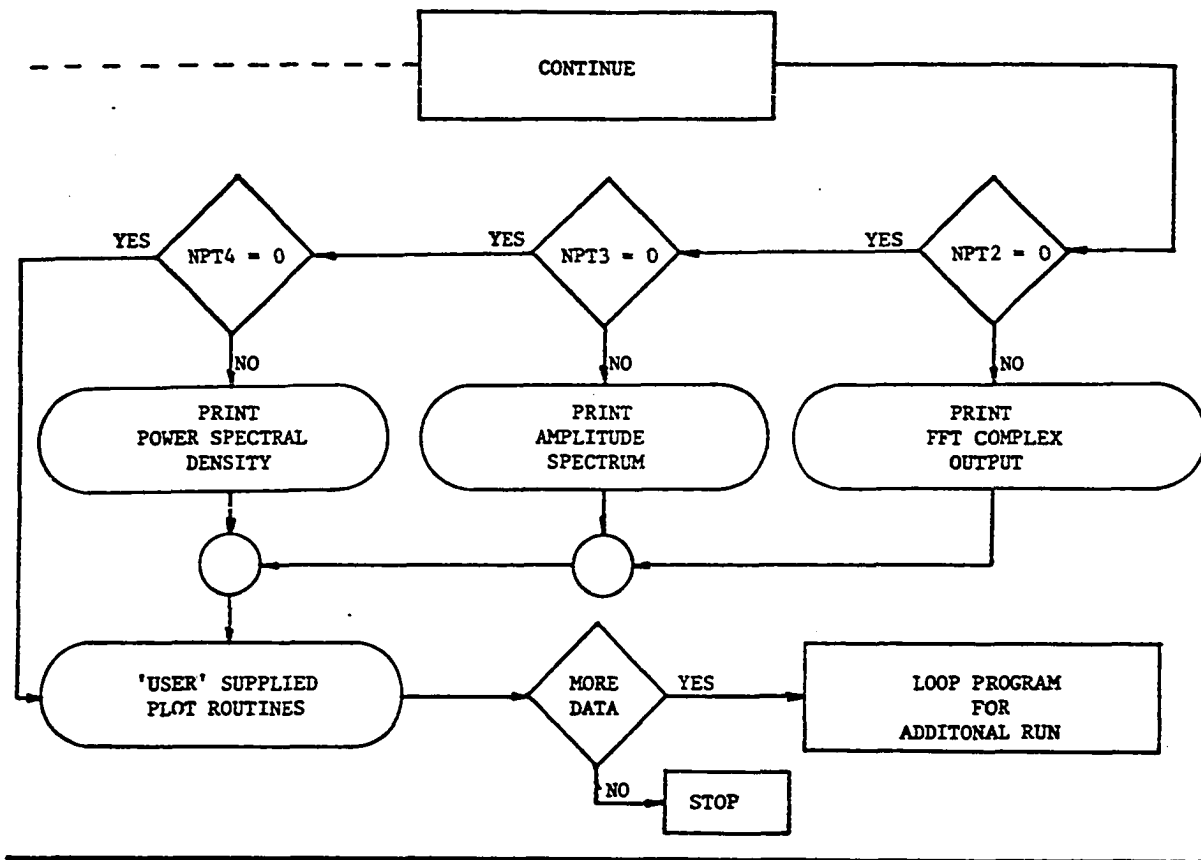 CONTINUE
YES
NPT4 = 0
YES
NPT3 = 0
YES
NPT2 = 0
NO
NO
NO
PRINT
POWER SPECTRAL
DENSITY
PRINT
AMPLITUDE
SPECTRUM
PRINT
FFT COMPLEX
OUTPUT
'USER' SUPPLIED
PLOT ROUTINES
MORE
DATA
YES
LOOP PROGRAM
FOR
ADDITONAL RUN
NO
STOP